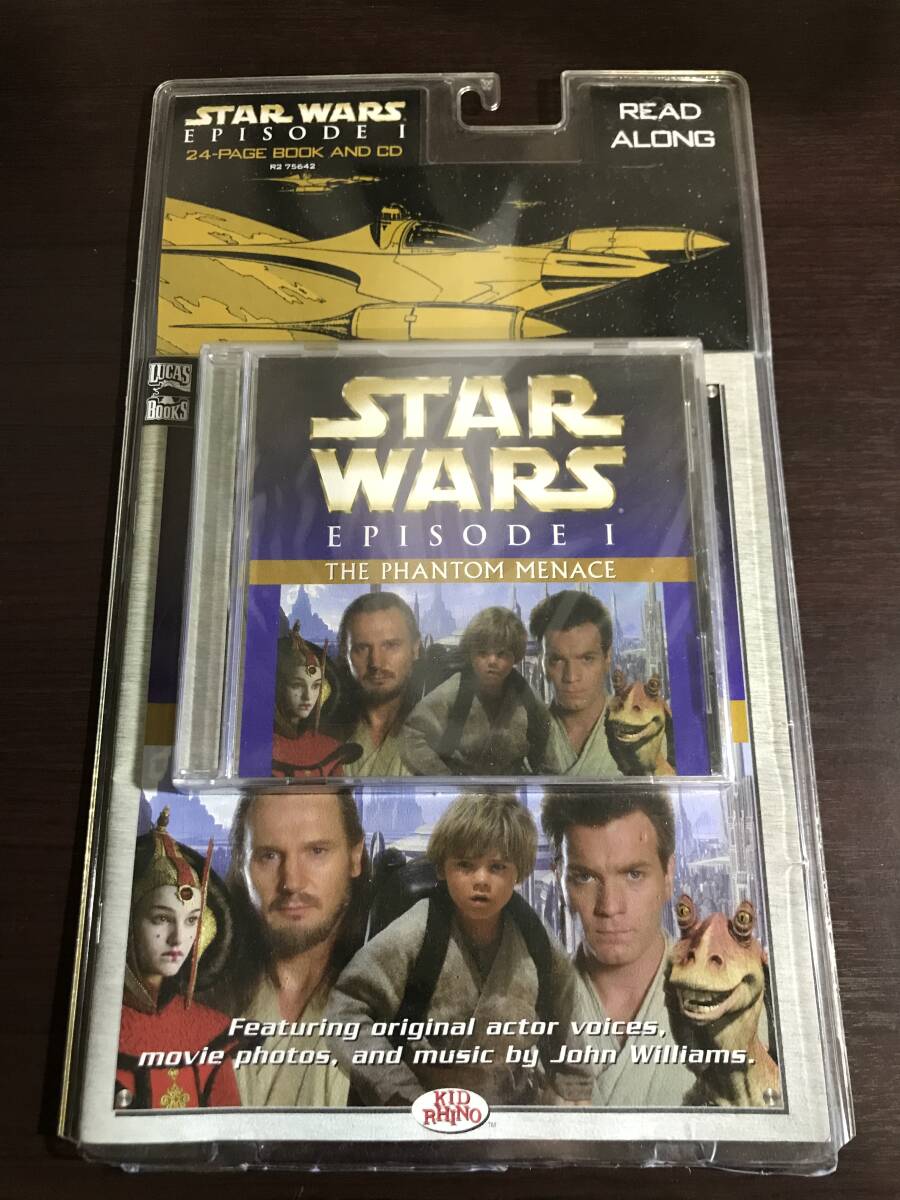 STAR WARS
EPISODE I
24-PAGE BOOK AND CD
R2 75642
READ
ALONG
LUCAS
BOOKS
STAR
WARS
EPISODE I
THE PHANTOM MENACE
Featuring original actor voices,
movie photos, and music by John Williams.
KID
RHINO
TM